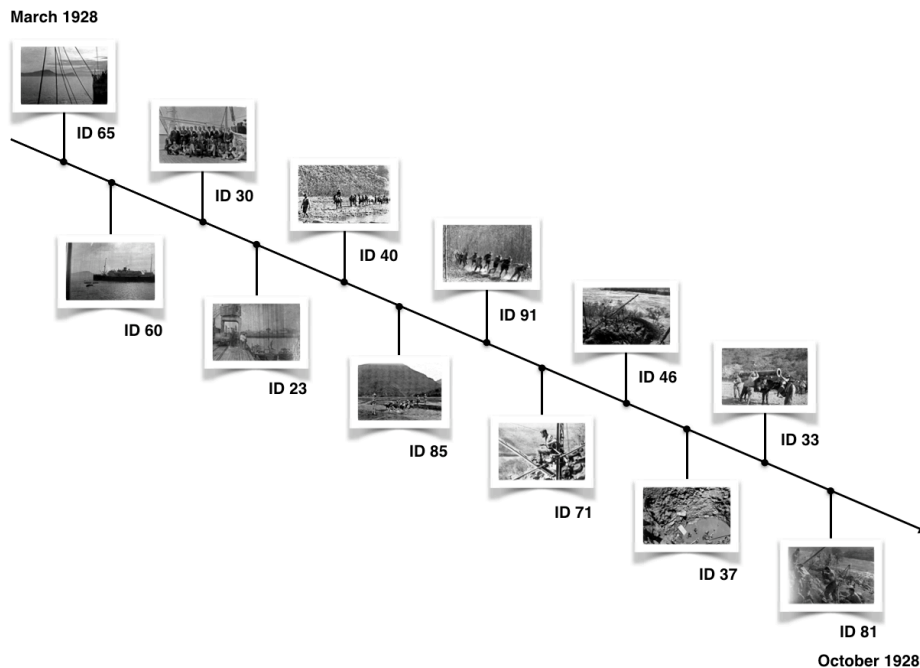 March 1928
ID 65
ID 30
ID 60
ID 40
ID 23
ID 91
ID 85
ID 46
ID 71
ID 33
ID 37
ID 81
October 1928